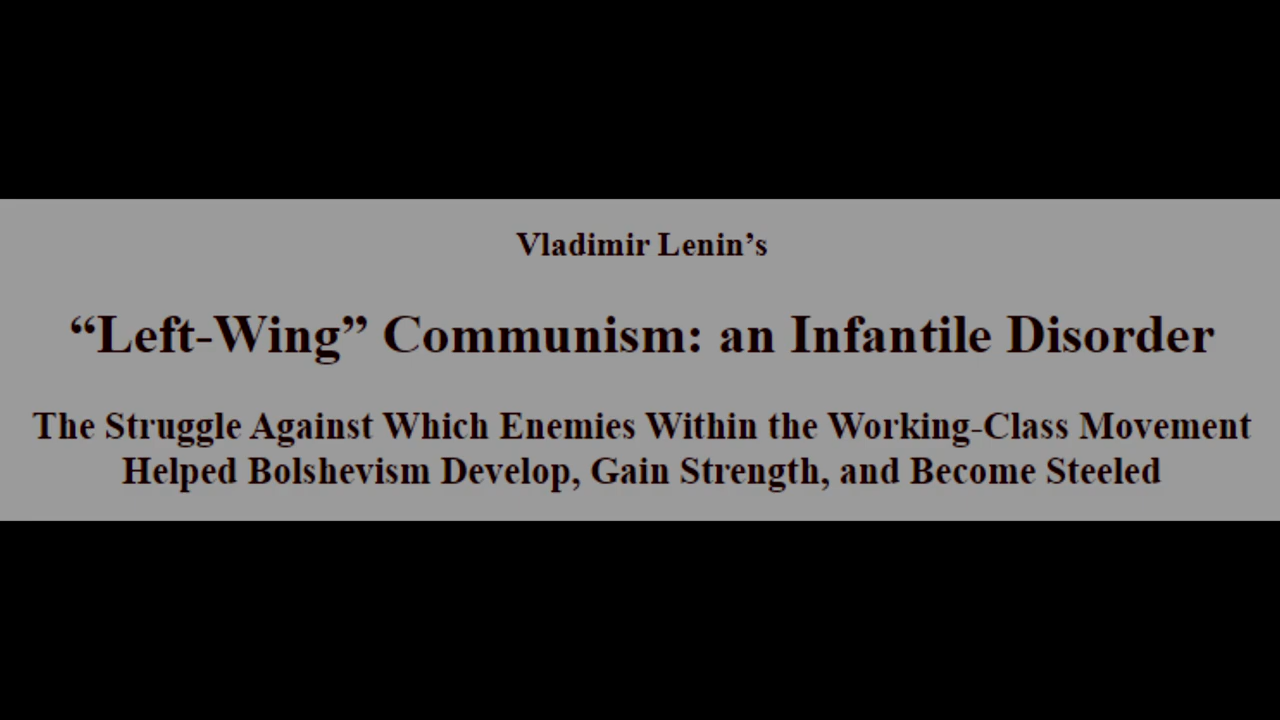 Vladimir Lenin’s
“Left-Wing” Communism: an Infantile Disorder
The Struggle Against Which Enemies Within the Working-Class Movement
Helped Bolshevism Develop, Gain Strength, and Become Steeled